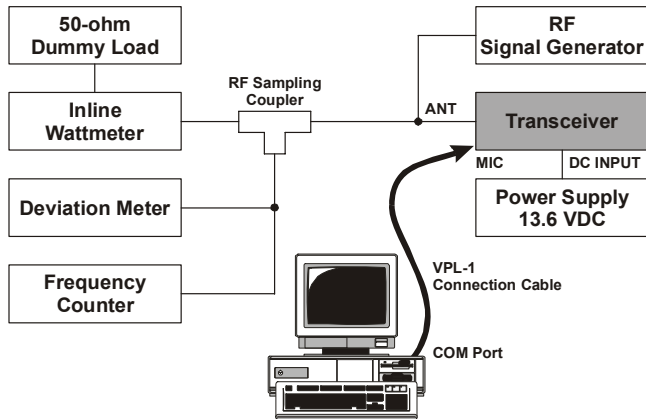 50-ohm
Dummy Load
RF
Signal Generator
RF Sampling
Coupler
Inline
Wattmeter
ANT
Transceiver
MIC
DC INPUT
Deviation Meter
Power Supply
13.6 VDC
Frequency
Counter
VPL-1
Connection Cable
COM Port